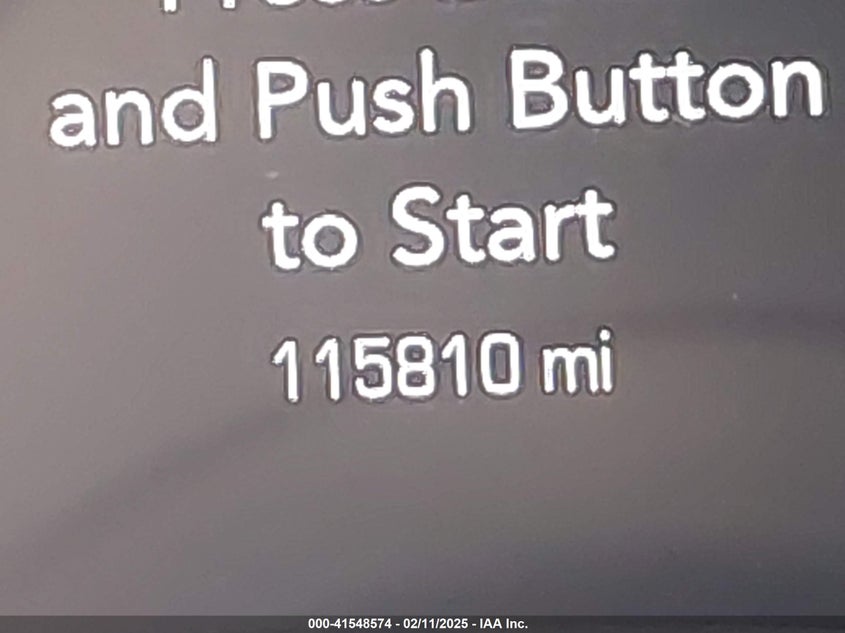 and Push Button
to Start
115810 mi
000-41548574 - 02/11/2025 - IAA Inc.